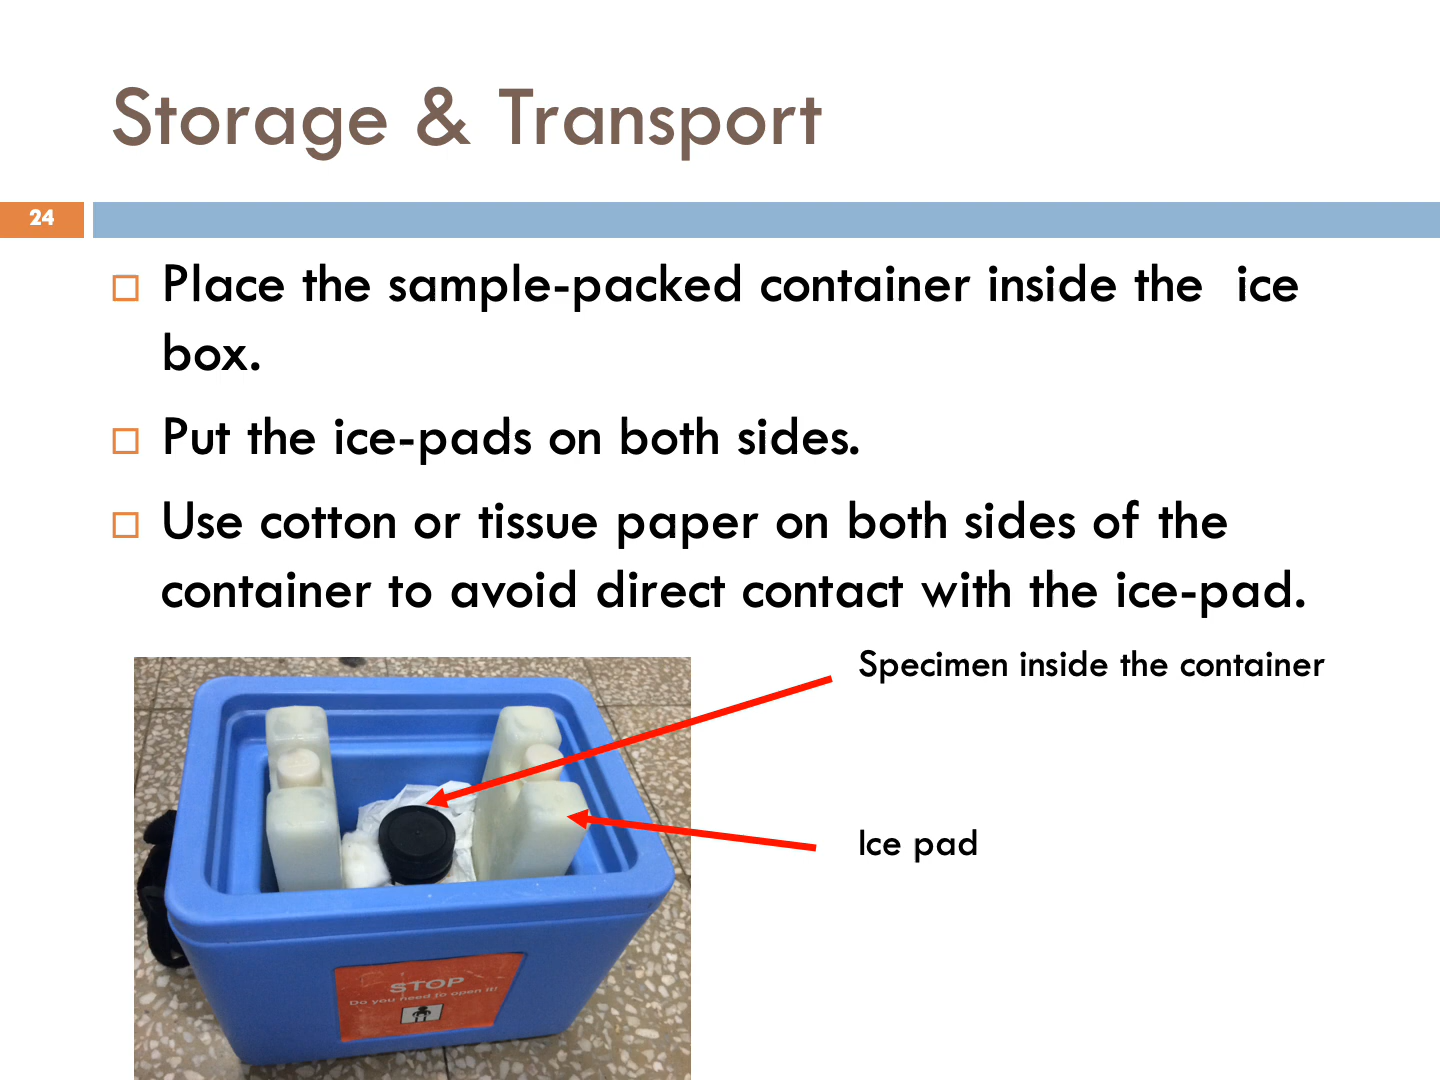 Storage & Transport
24
Place the sample-packed container inside the  ice
box.
Put the ice-pads on both sides.
Use cotton or tissue paper on both sides of the
container to avoid direct contact with the ice-pad.
Specimen inside the container
Ice pad
STOP
Do you need to open it!